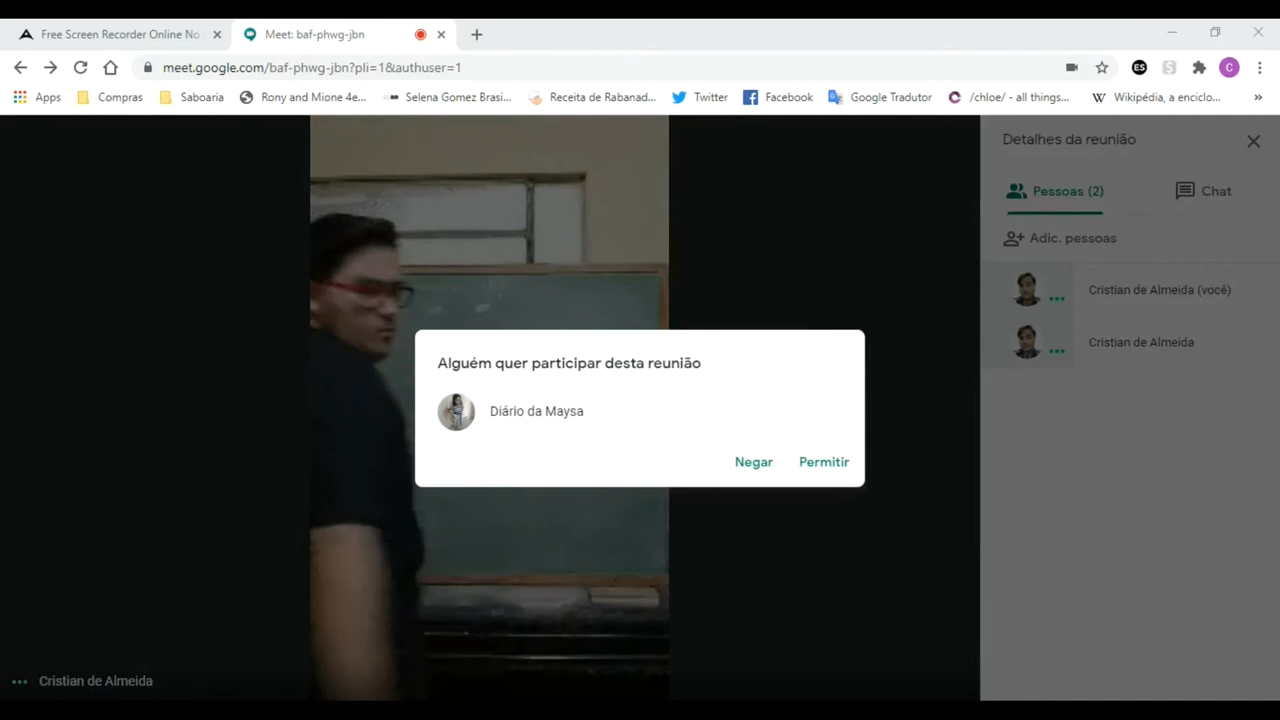 Free Screen Recorder Online No
Meet: baf-phwg-jbn
meet.google.com/baf-phwg-jbn?pli=1&authuser=1
ES
S
C
Apps
Compras
Saboaria
Rony and Mione 4e...
Selena Gomez Brasi...
Receita de Rabanad...
Twitter
Facebook
Google Tradutor
/chloe/ - all things...
Wikipédia, a enciclo...
Detalhes da reunião
Pessoas (2)
Chat
Adic. pessoas
Cristian de Almeida (você)
Cristian de Almeida
Alguém quer participar desta reunião
Diário da Maysa
Negar
Permitir
Cristian de Almeida